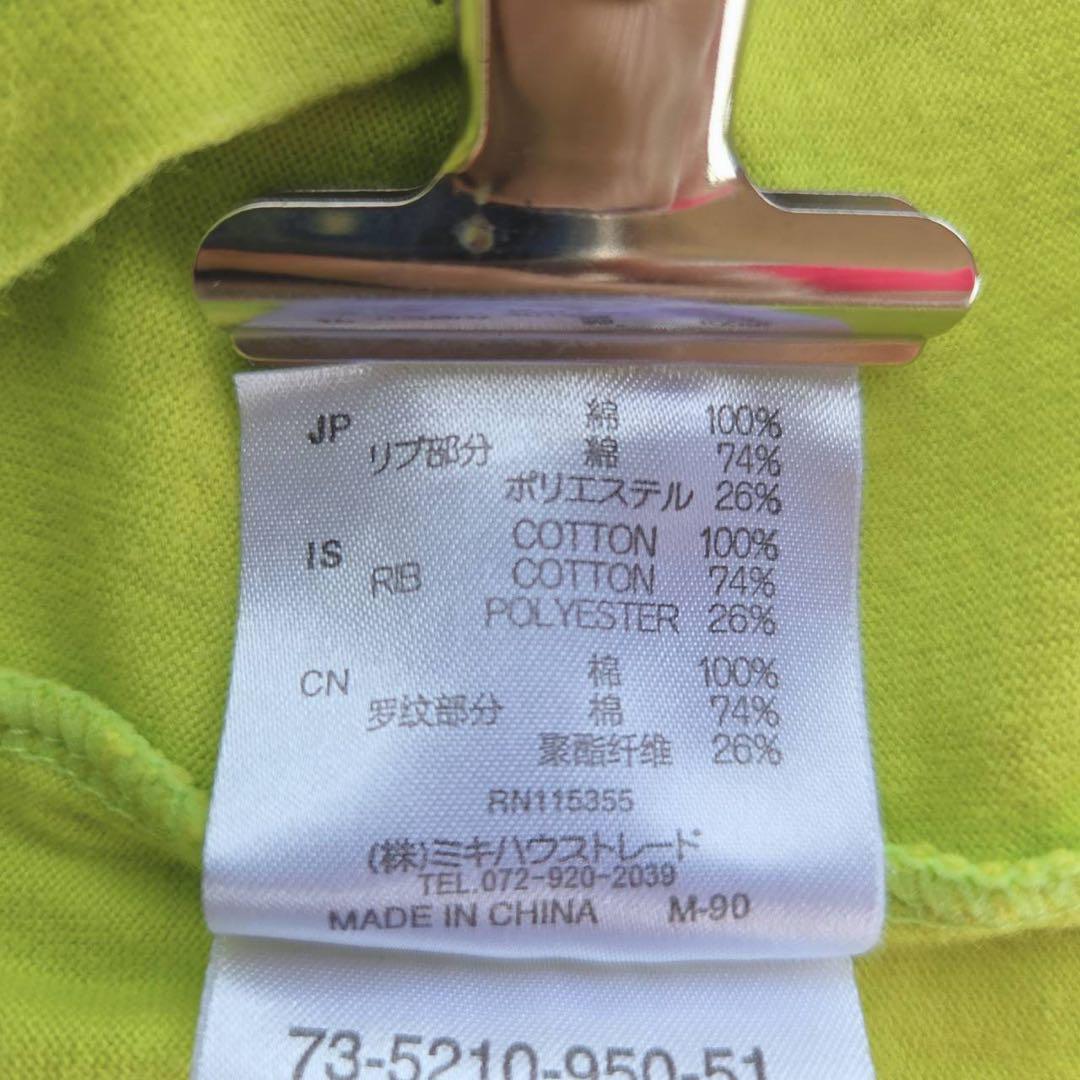 JP 綿 100%
リブ部分 綿 74%
ポリエステル 26%
IS COTTON 100%
RIB COTTON 74%
POLYESTER 26%
CN 棉 100%
罗纹部分 棉 74%
聚酯纤维 26%
RN115355
(株)ミキハウストレード
TEL.072-920-2039
MADE IN CHINA M-90
73-5210-950-51